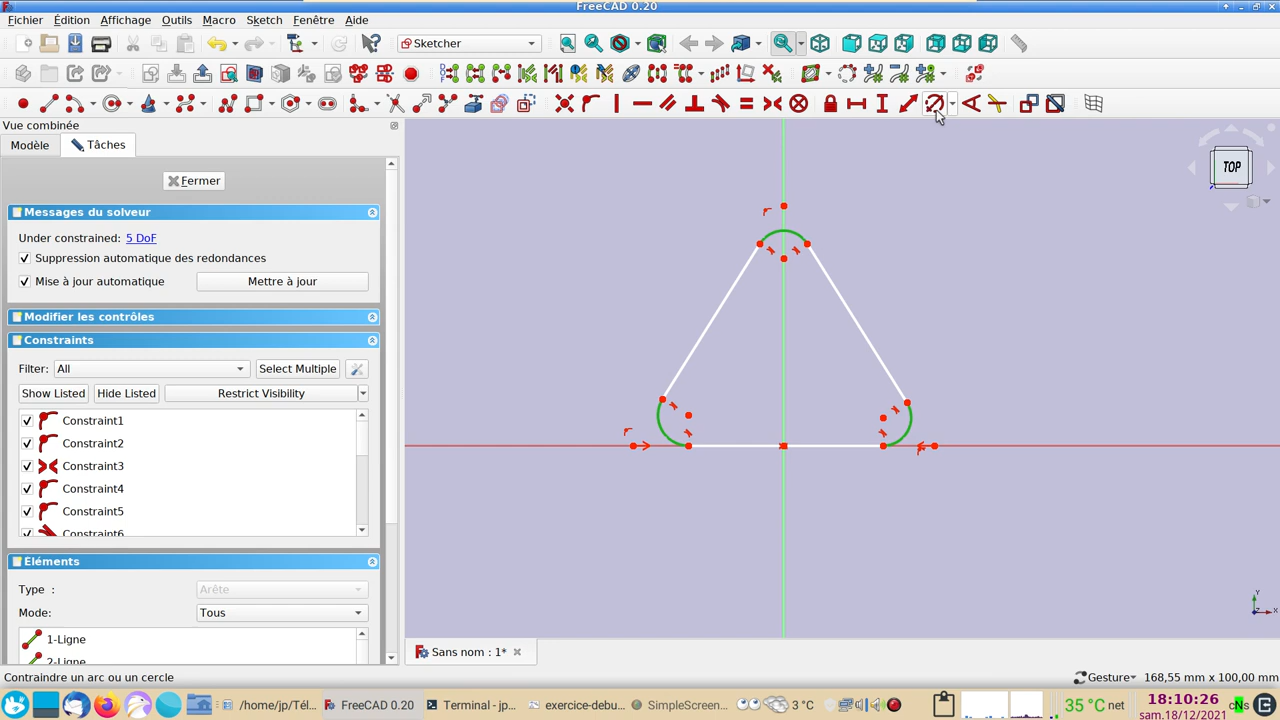 FreeCAD 0.20
Fichier Édition Affichage Outils Macro Sketch Fenêtre Aide
Sketcher
Vue combinée
Modèle Tâches
Fermer
TOP
Messages du solveur
Under constrained: 5 DoF
Suppression automatique des redondances
Mise à jour automatique Mettre à jour
Modifier les contrôles
Constraints
Filter: All Select Multiple
Show Listed Hide Listed Restrict Visibility
Constraint1
Constraint2
Constraint3
Constraint4
Constraint5
Constraint6
Eléments
Type : Arête
Mode: Tous
1-Ligne
2-Ligne
Y
Z
X
Sans nom : 1*
Contraindre un arc ou un cercle Gesture 168,55 mm x 100,00 mm
/home/jp/Tél... FreeCAD 0.20 Terminal - jp... exercice-debu... SimpleScreen... 3 °C 35 °C net 18:10:26
sam.18/12/2021